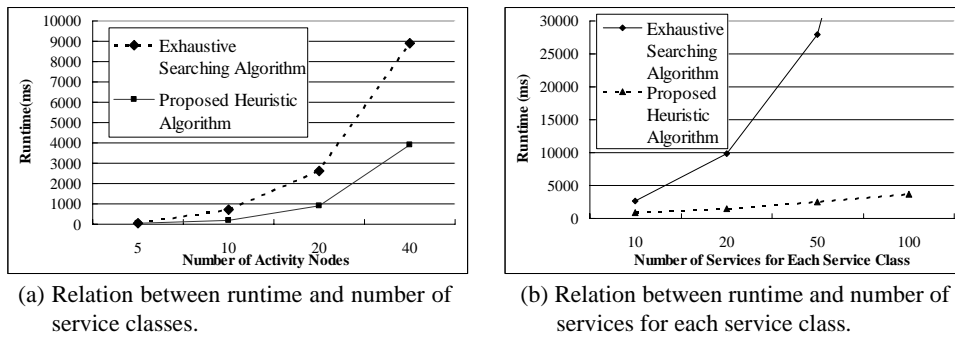 10000
9000
8000
7000
6000
5000
4000
3000
2000
1000
0
Runtime(ms)
Exhaustive
Searching Algorithm
Proposed Heuristic
Algorithm
5 10 20 40
Number of Activity Nodes
(a) Relation between runtime and number of
service classes.
30000
25000
20000
15000
10000
5000
0
Runtime (ms)
Exhaustive
Searching
Algorithm
Proposed
Heuristic
Algorithm
10 20 50 100
Number of Services for Each Service Class
(b) Relation between runtime and number of
services for each service class.